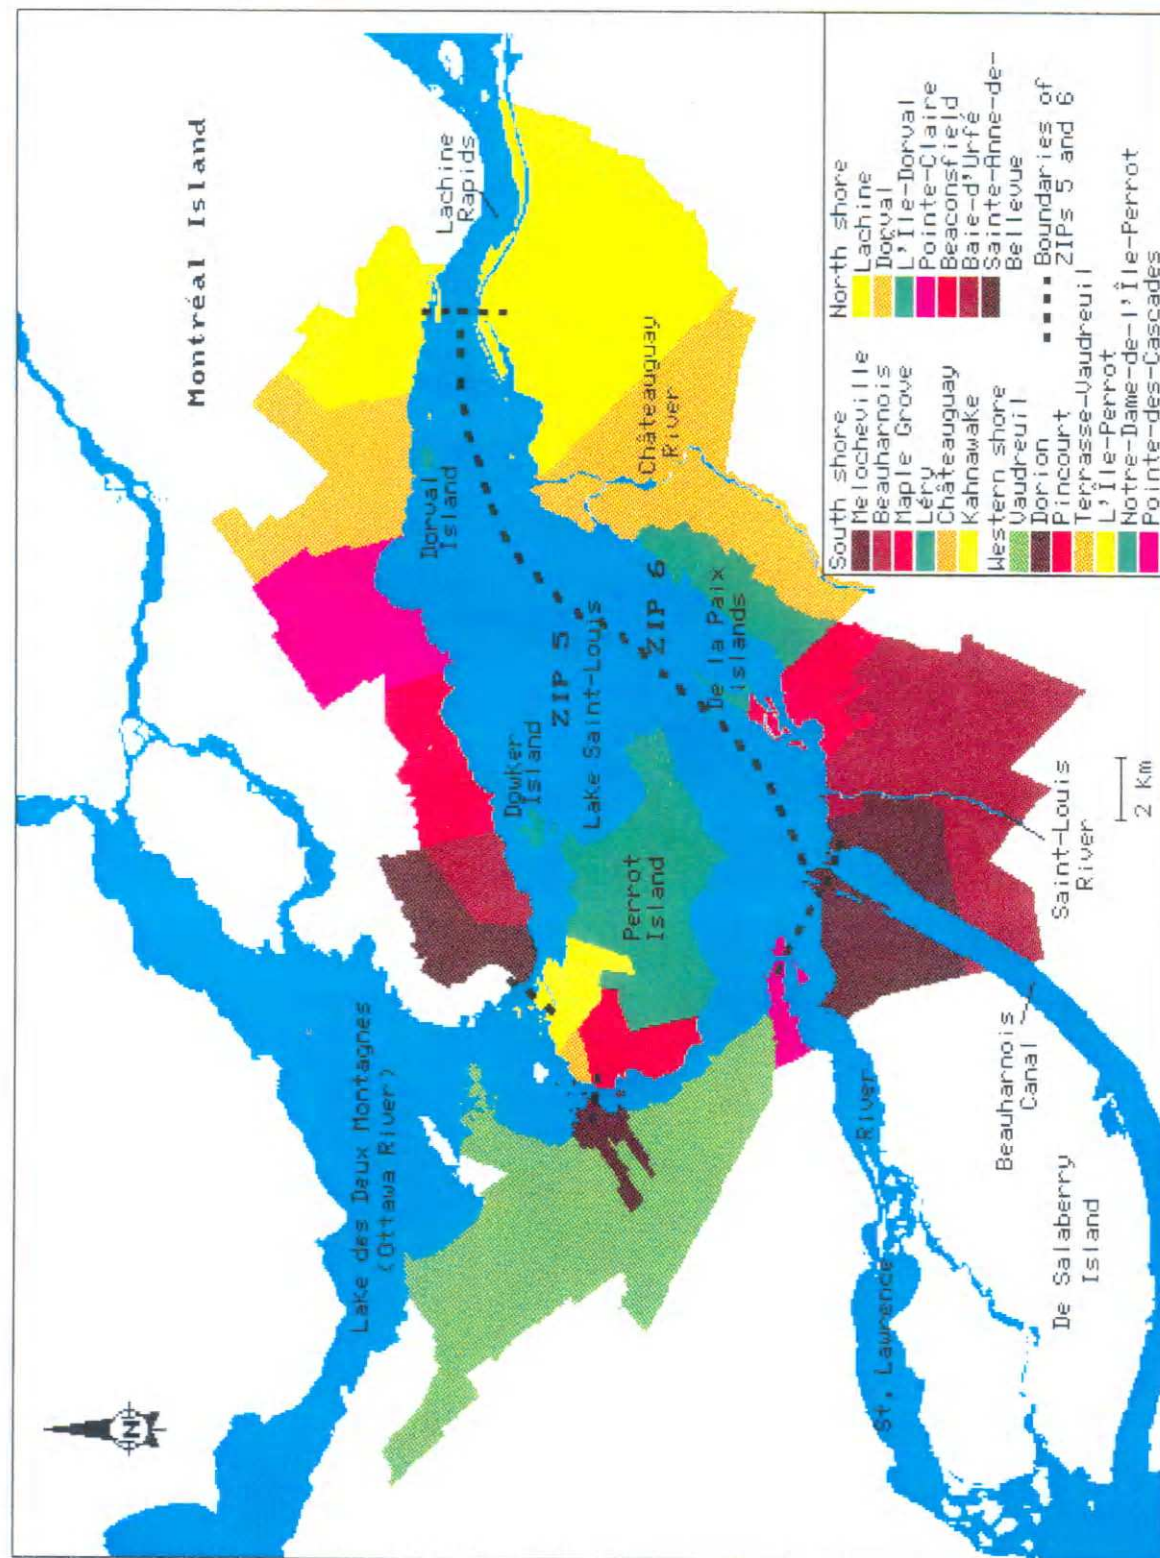 Montréal Island
Lachine
Rapids
Dorval
Island
Châteauguay
River
ZIP 5
Lake Saint-Louis
ZIP 6
De la Paix
Islands
Dowker
Island
Perrot
Island
Lake des Deux Montagnes
(Ottawa River)
N
St. Lawrence
River
Beauharnois
Canal
De Salaberry
Island
Saint-Louis
River
2 Km
South shore
Melocheville
Beauharnois
Maple Grove
Léry
Châteauguay
Kahnawake
Western shore
Vaudreuil
Dorion
Pincourt
Terrasse-Vaudreuil
L'Île-Perrot
Notre-Dame-de-l'Île-Perrot
Pointe-des-Cascades
North shore
Lachine
Dorval
L'Île-Dorval
Pointe-Claire
Beaconsfield
Baie-d'Urfé
Sainte-Anne-de-
Bellevue
Boundaries of
ZIPs 5 and 6